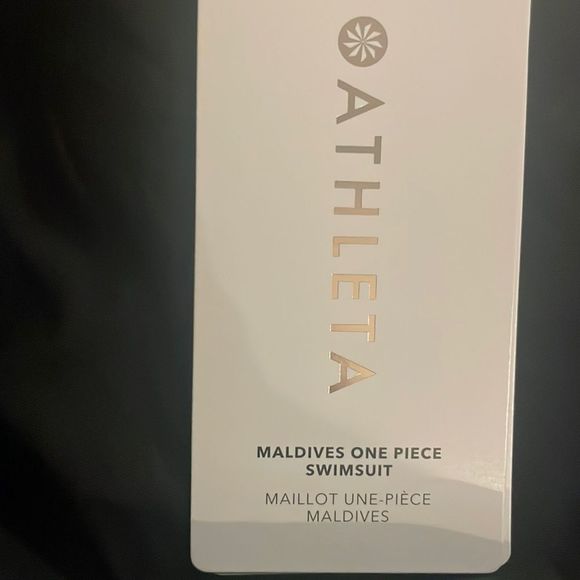 ATHLETA
MALDIVES ONE PIECE
SWIMSUIT
MAILLOT UNE-PIÈCE
MALDIVES